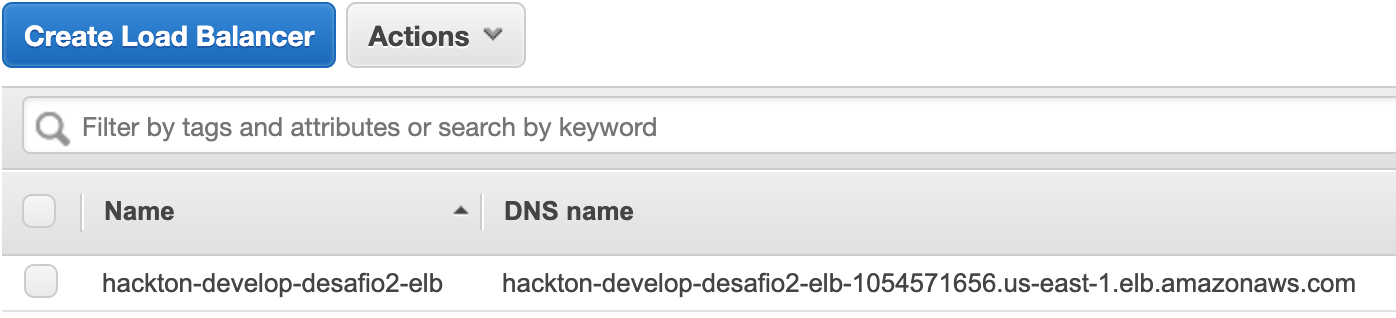 Create Load Balancer Actions
Filter by tags and attributes or search by keyword
Name DNS name
hackton-develop-desafio2-elb hackton-develop-desafio2-elb-1054571656.us-east-1.elb.amazonaws.com